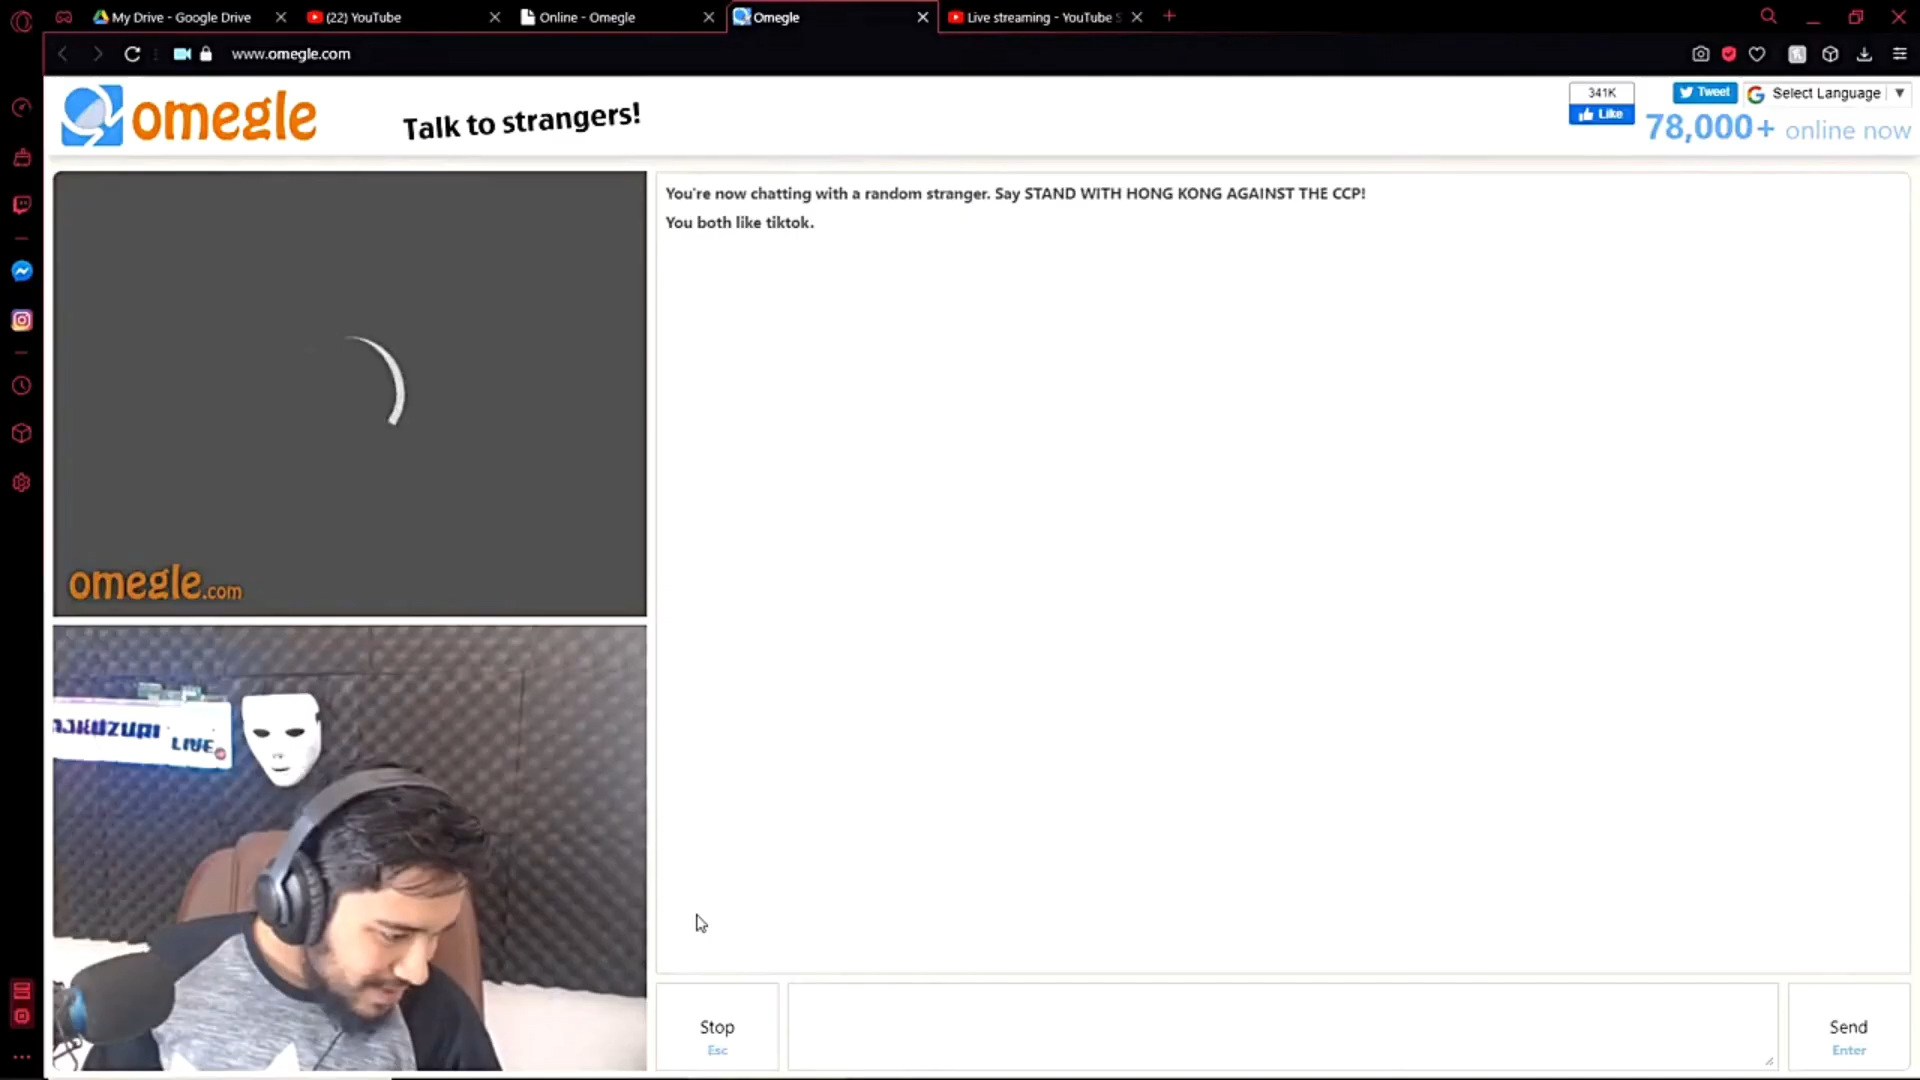 My Drive - Google Drive
(22) YouTube
Online - Omegle
Omegle
Live streaming - YouTube S
www.omegle.com
omegle
Talk to strangers!
341K
Like
Tweet
Select Language
78,000+ online now
You're now chatting with a random stranger. Say STAND WITH HONG KONG AGAINST THE CCP!
You both like tiktok.
omegle.com
LIVE
Stop
Esc
Send
Enter